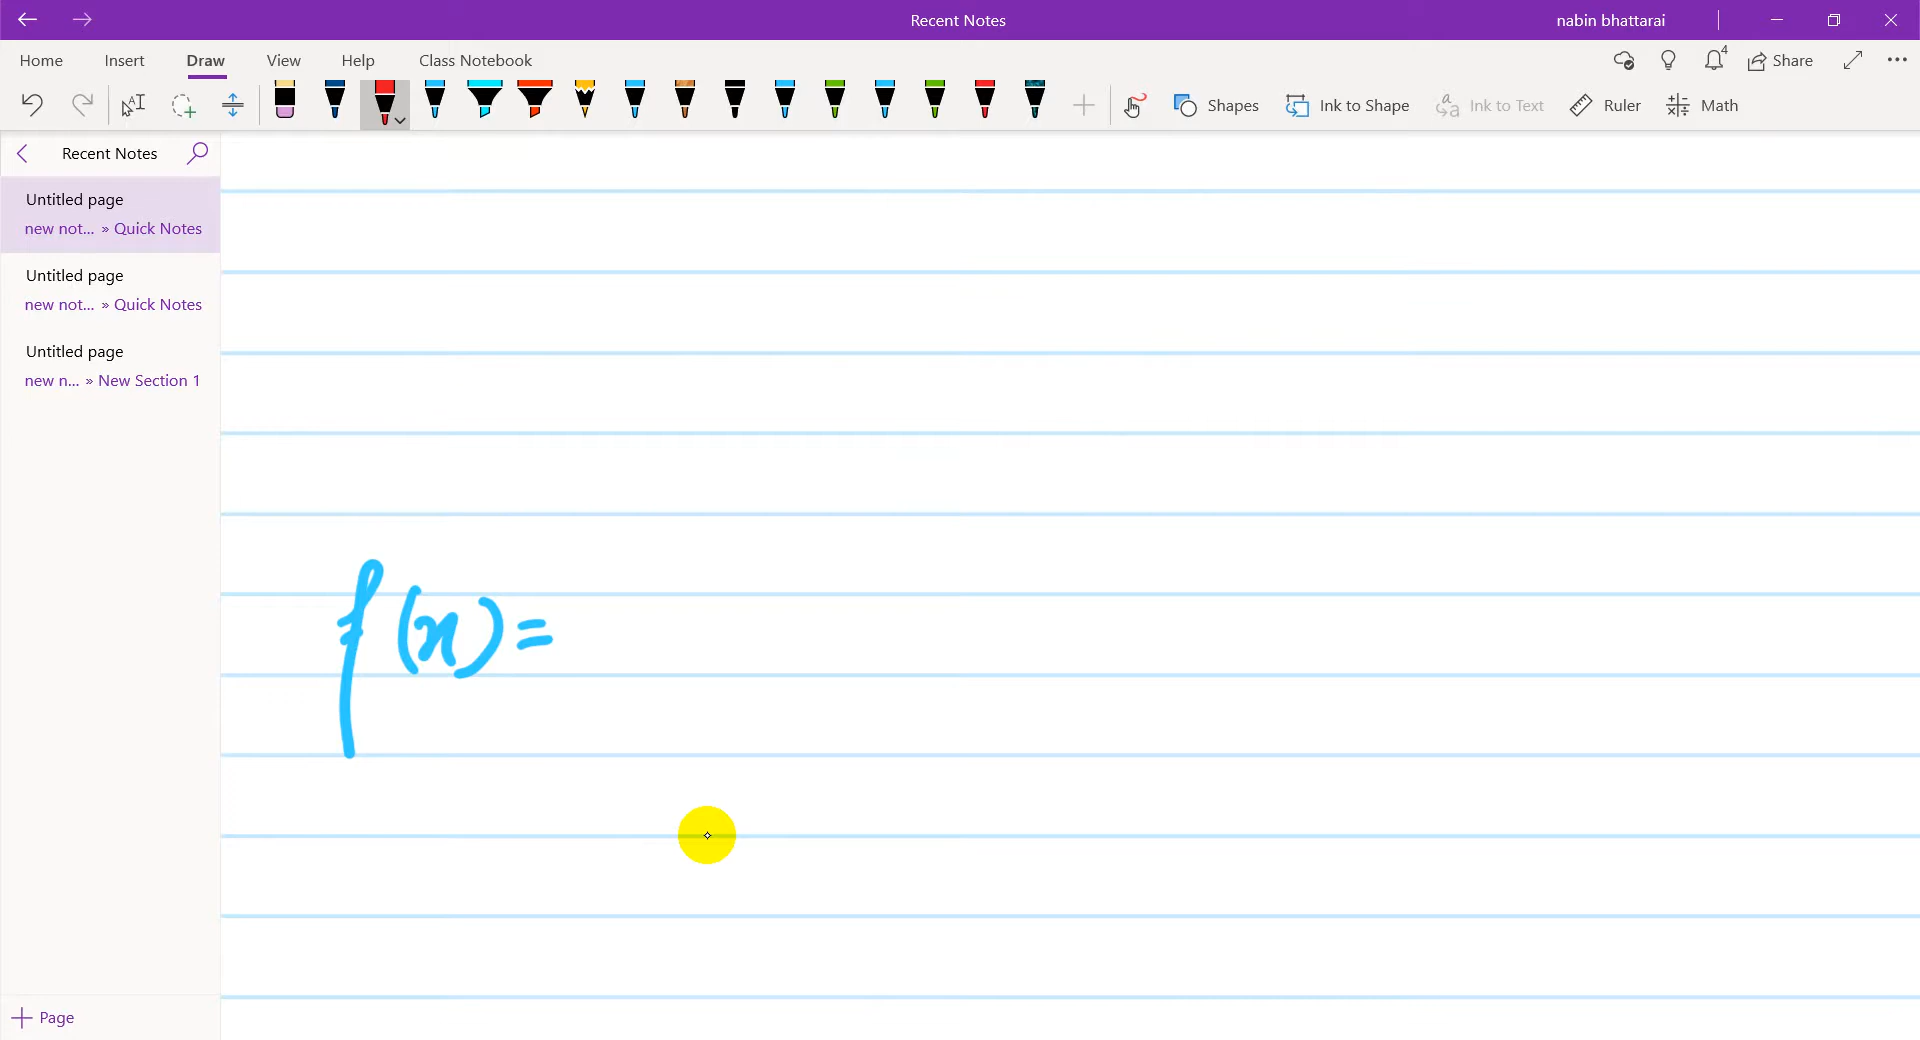 Recent Notes
nabin bhattarai
Home Insert Draw View Help Class Notebook
4
Share
Shapes Ink to Shape Ink to Text Ruler Math
Recent Notes
Untitled page
new not... » Quick Notes
Untitled page
new not... » Quick Notes
Untitled page
new n... » New Section 1
f(x)=
Page